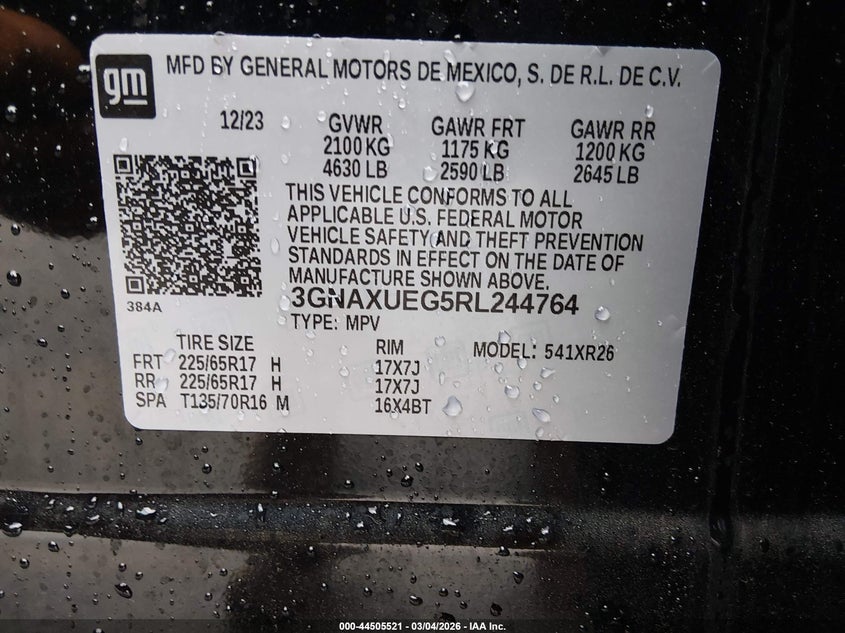 gm
MFD BY GENERAL MOTORS DE MEXICO, S. DE R.L. DE C.V.
12/23 GVWR GAWR FRT GAWR RR
2100 KG 1175 KG 1200 KG
4630 LB 2590 LB 2645 LB
THIS VEHICLE CONFORMS TO ALL
APPLICABLE U.S. FEDERAL MOTOR
VEHICLE SAFETY AND THEFT PREVENTION
STANDARDS IN EFFECT ON THE DATE OF
MANUFACTURE SHOWN ABOVE.
384A
3GNAXUEG5RL244764
TYPE: MPV
TIRE SIZE RIM MODEL: 541XR26
FRT 225/65R17 H 17X7J
RR 225/65R17 H 17X7J
SPA T135/70R16 M 16X4BT
000-44505521 - 03/04/2026 - IAA Inc.